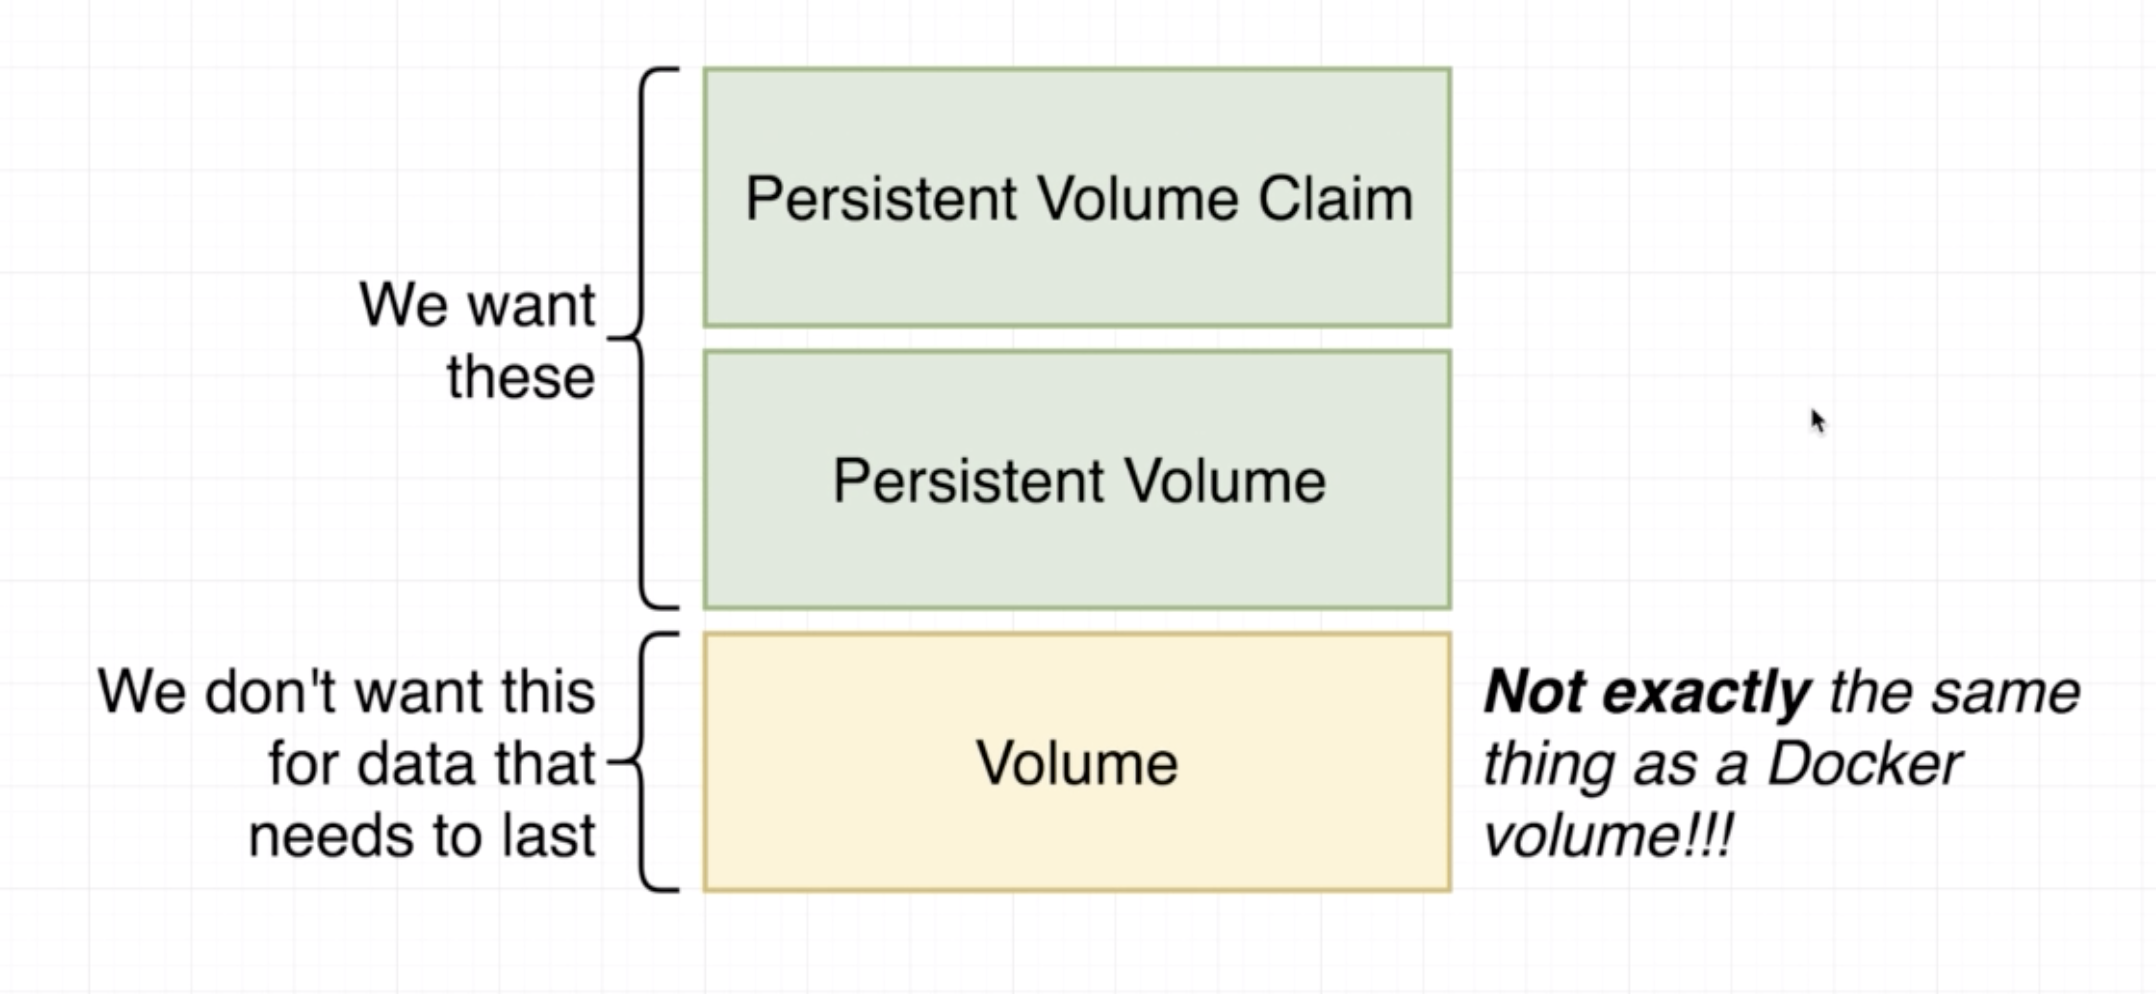 Persistent Volume Claim
We want
these
Persistent Volume
We don't want this
for data that
needs to last
Volume
Not exactly the same
thing as a Docker
volume!!!